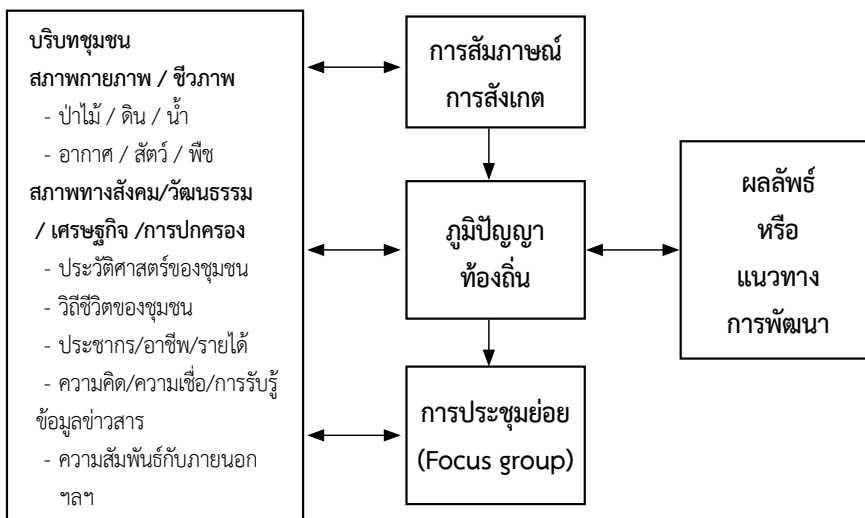 บริบทชุมชน
สภาพกายภาพ / ชีวภาพ
- ป่าไม้ / ดิน / น้ำ
- อากาศ / สัตว์ / พืช
สภาพทางสังคม/วัฒนธรรม
/ เศรษฐกิจ /การปกครอง
- ประวัติศาสตร์ของชุมชน
- วิถีชีวิตของชุมชน
- ประชากร/อาชีพ/รายได้
- ความคิด/ความเชื่อ/การรับรู้
ข้อมูลข่าวสาร
- ความสัมพันธ์กับภายนอก
ฯลฯ
การสัมภาษณ์
การสังเกต
ภูมิปัญญา
ท้องถิ่น
การประชุมย่อย
(Focus group)
ผลลัพธ์
หรือ
แนวทาง
การพัฒนา